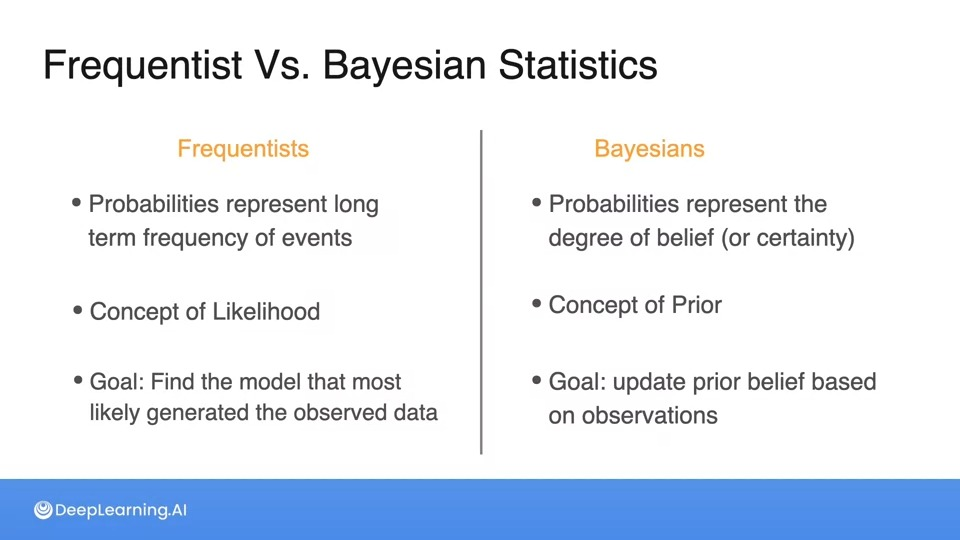 Frequentist Vs. Bayesian Statistics
Frequentists
• Probabilities represent long
term frequency of events
• Concept of Likelihood
• Goal: Find the model that most
likely generated the observed data
Bayesians
• Probabilities represent the
degree of belief (or certainty)
• Concept of Prior
• Goal: update prior belief based
on observations
DeepLearning.AI